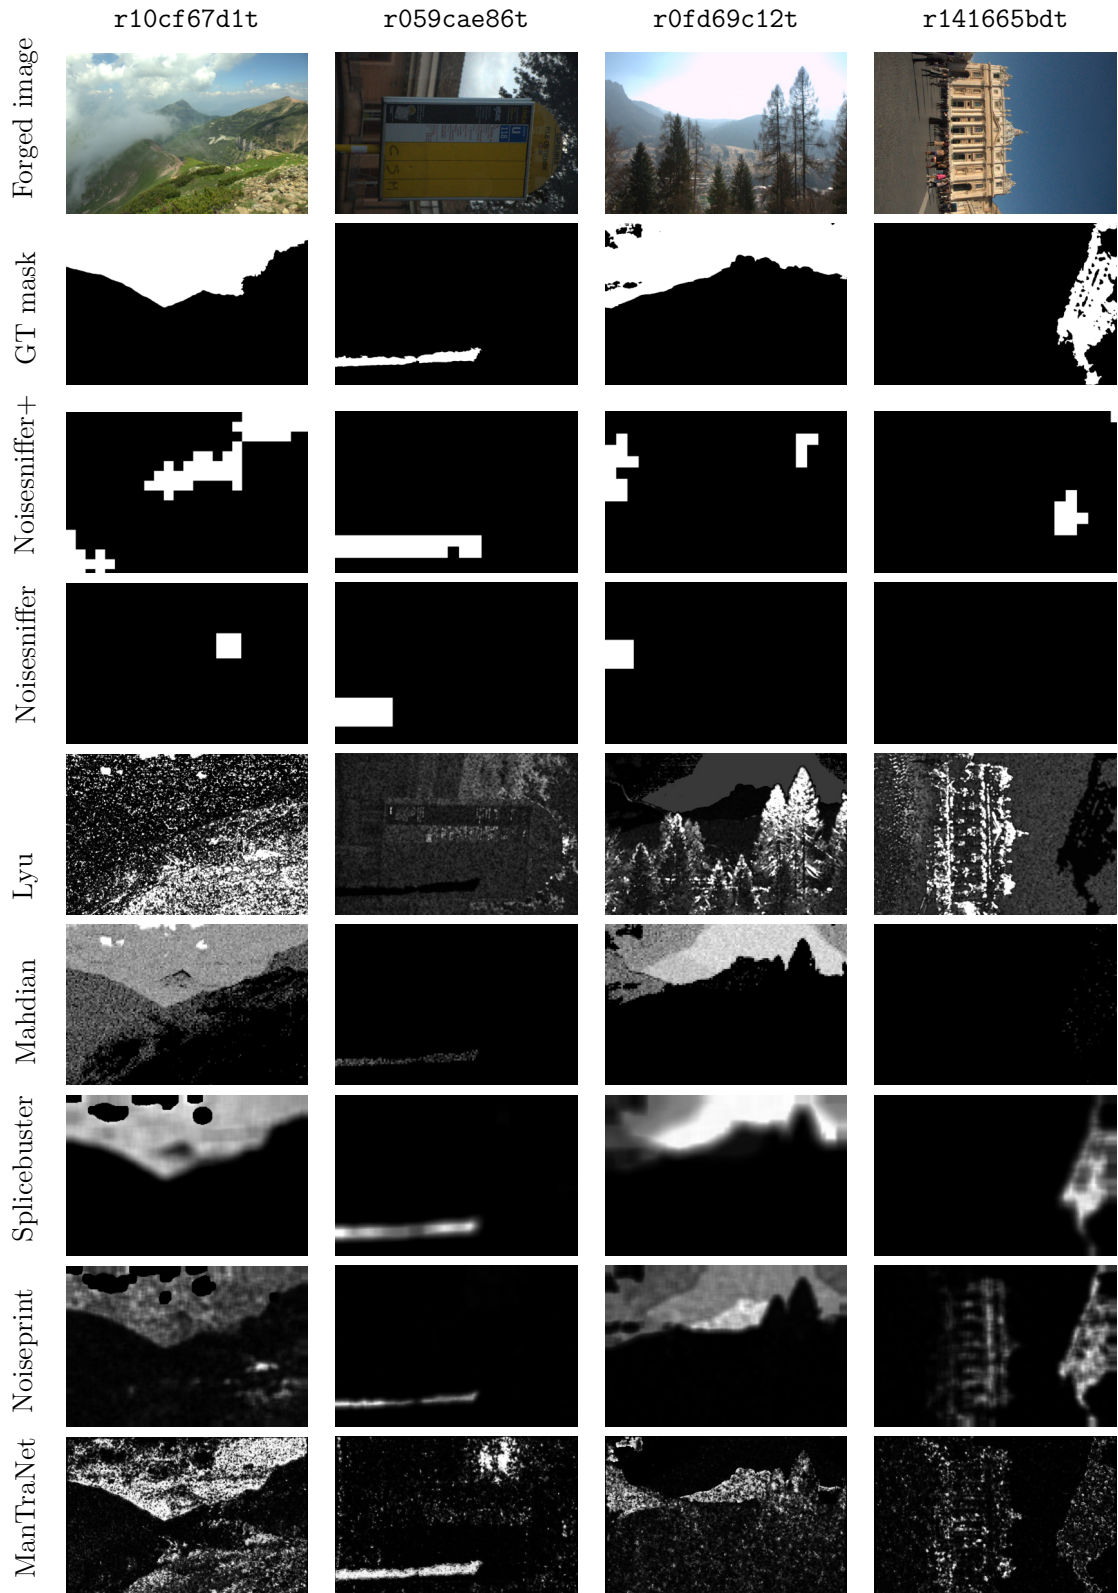 r10cf67d1t r059cae86t r0fd69c12t r141665bdt
Forged image
GT mask
Noisesniffer+
Noisesniffer
Lyu
Mahdian
Splicebuster
Noiseprint
ManTraNet